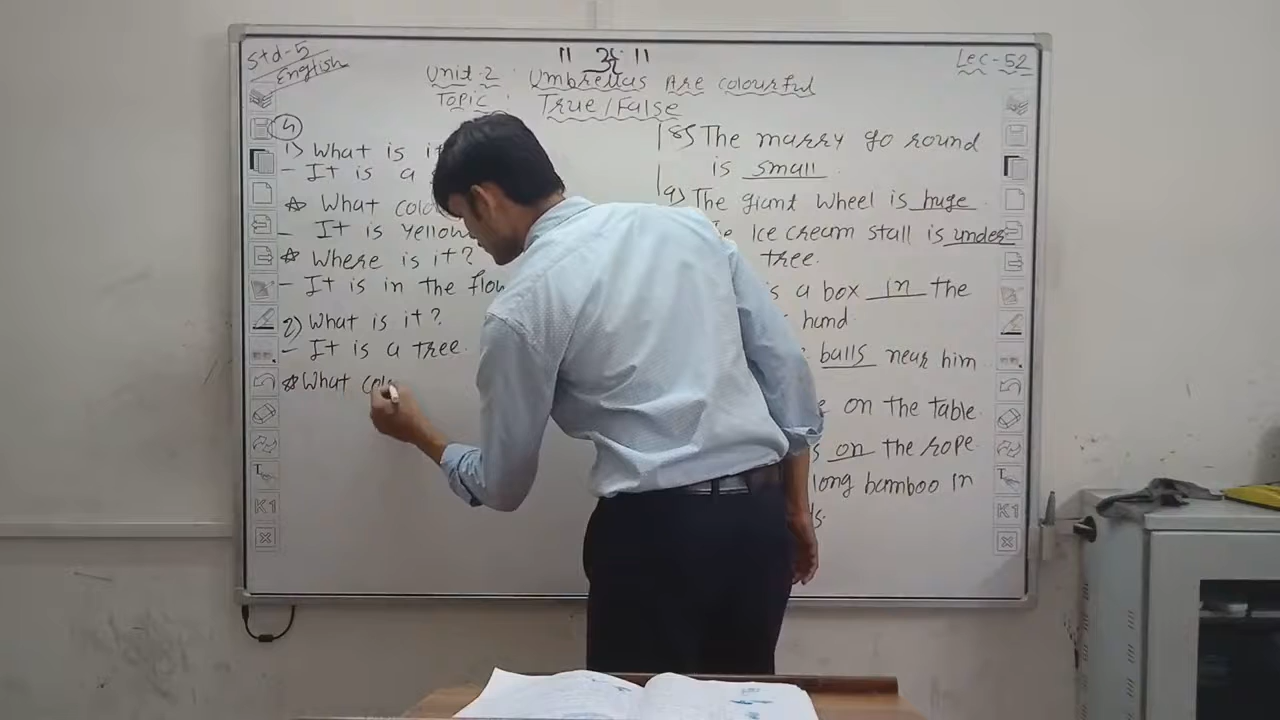 Std-5
English
" ૐ "
Lec-52
Unit-2 : Umbrellas Are colourful
Topic : True/False
4
1) What is it
- It is a
☆ What colo
- It is Yellow
☆ Where is it?
- It is in the flow
2) What is it?
- It is a tree.
☆ What colo
8) The marry go round
is small.
9) The giant wheel is huge.
Ice cream stall is under
tree.
is a box in the
hand.
balls near him
on the table.
on the rope.
long bamboo in
T
K1
T
K1